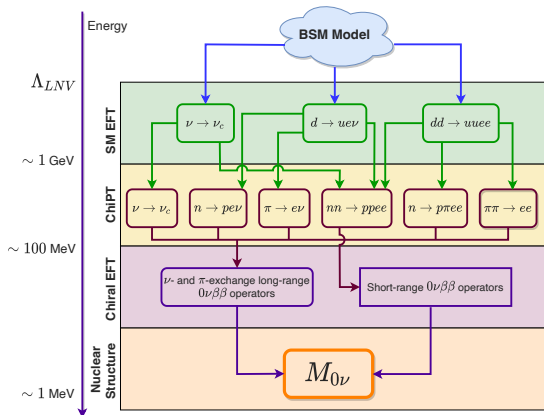 Energy
BSM Model
Λ_LNV
SM EFT
ν → ν_c
d → ueν
dd → uuee
~ 1 GeV
ChiPT
ν → ν_c
n → peν
π → eν
nn → ppee
n → pπee
ππ → ee
~ 100 MeV
Chiral EFT
ν- and π-exchange long-range
0νββ operators
Short-range 0νββ operators
Nuclear
Structure
M_0ν
~ 1 MeV